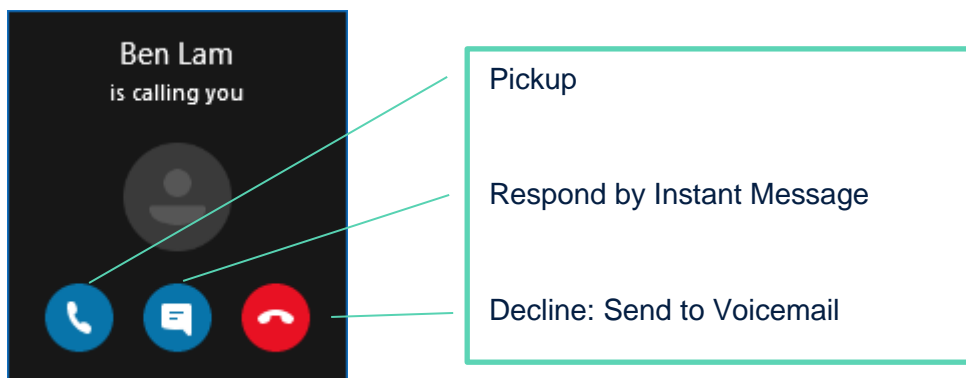 Ben Lam
is calling you
Pickup
Respond by Instant Message
Decline: Send to Voicemail